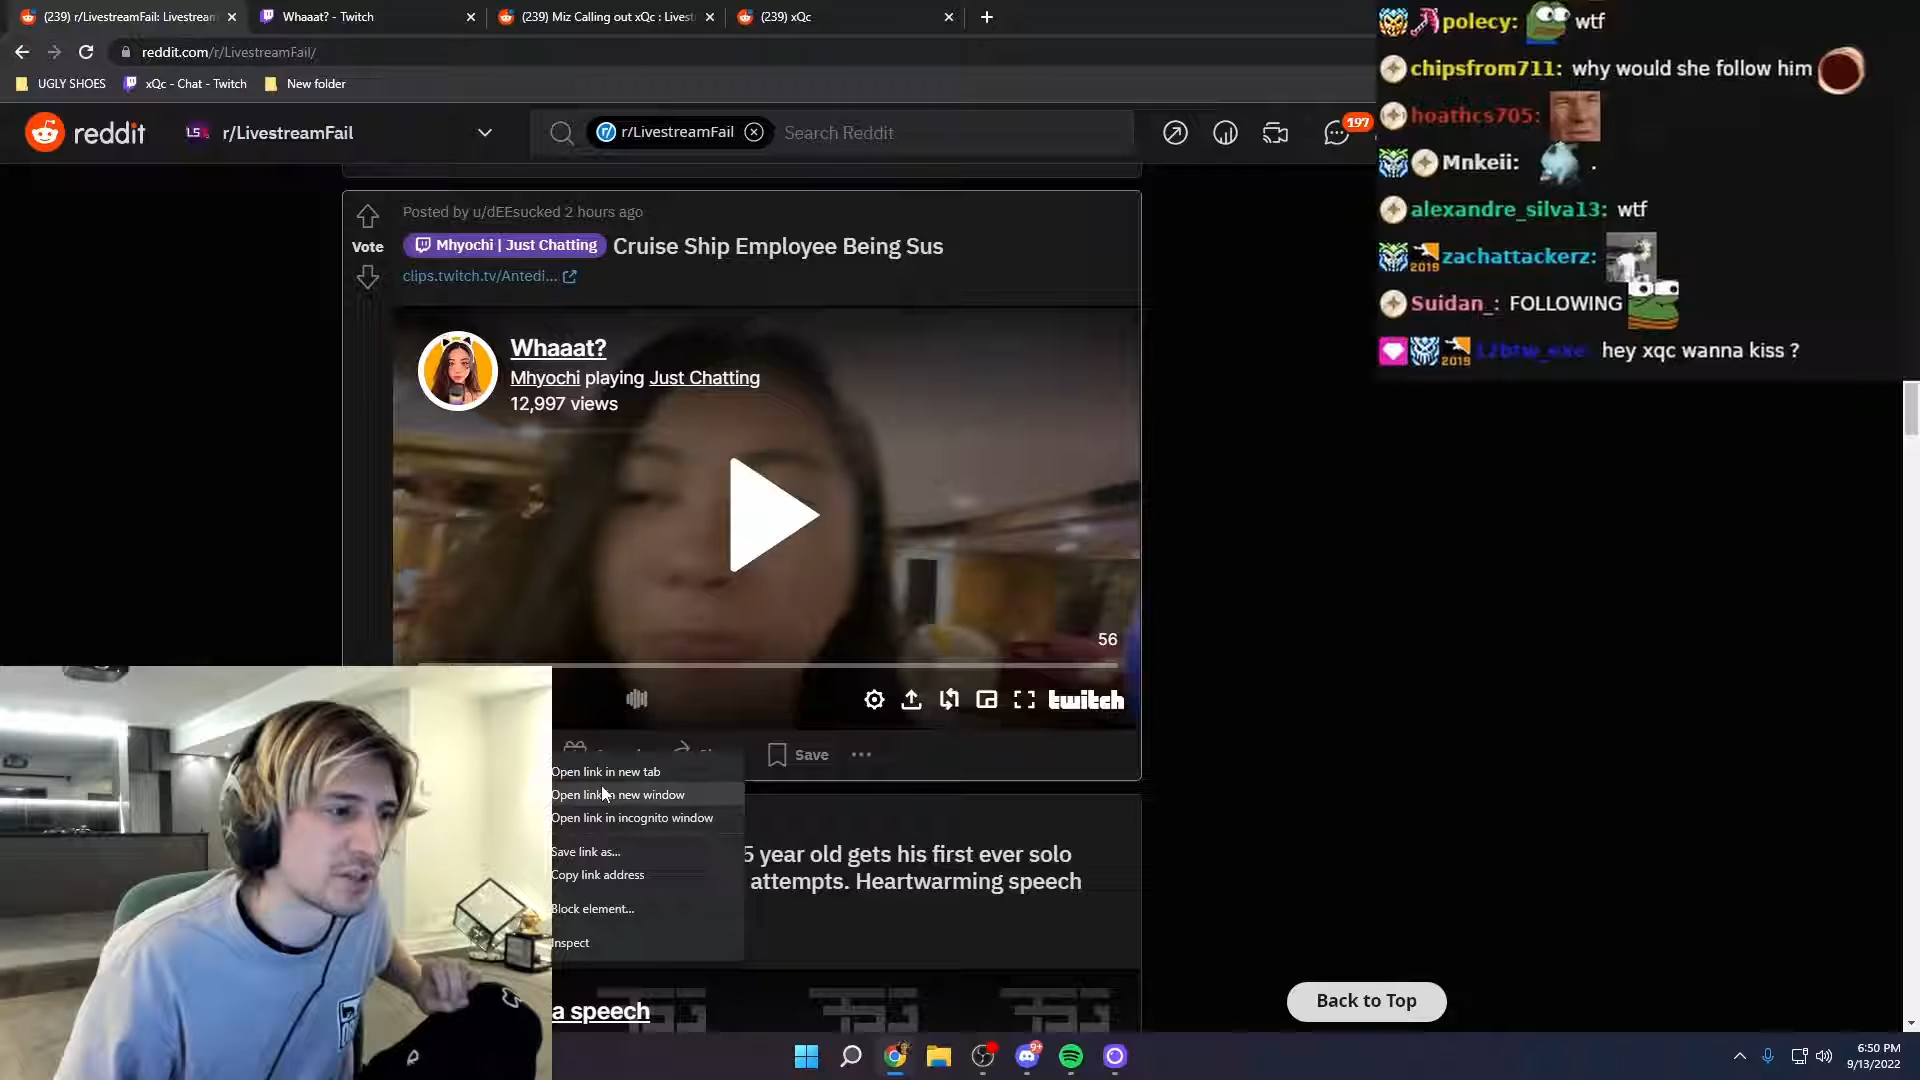 (239) r/LivestreamFail: Livestream
Whaaat? - Twitch
(239) Miz Calling out xQc : Livest
(239) xQc
reddit.com/r/LivestreamFail/
UGLY SHOES
xQc - Chat - Twitch
New folder
reddit
LSF
r/LivestreamFail
r/
r/LivestreamFail
Search Reddit
197
polecy: wtf
chipsfrom711: why would she follow him
hoathcs705:
Mnkeii: .
alexandre_silva13: wtf
2019 zachattackerz:
Suidan_: FOLLOWING
2019 hey xqc wanna kiss ?
Posted by u/dEEsucked 2 hours ago
Vote
Mhyochi | Just Chatting Cruise Ship Employee Being Sus
clips.twitch.tv/Antedi...
Whaaat?
Mhyochi playing Just Chatting
12,997 views
56
twitch
Save
Open link in new tab
Open link in new window
Open link in incognito window
Save link as...
Copy link address
Block element...
Inspect
5 year old gets his first ever solo
attempts. Heartwarming speech
a speech
Back to Top
9+
6:50 PM
9/13/2022